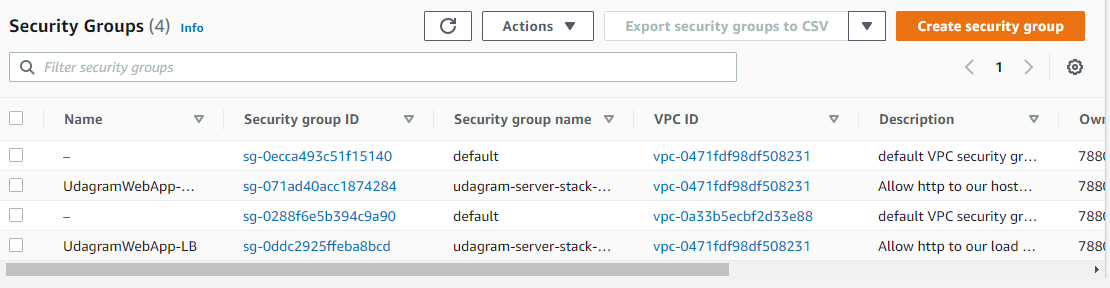 Security Groups (4) Info Actions Export security groups to CSV Create security group
Filter security groups 1
Name Security group ID Security group name VPC ID Description Own
– sg-0ecca493c51f15140 default vpc-0471fdf98df508231 default VPC security gr... 7880
UdagramWebApp-... sg-071ad40acc1874284 udagram-server-stack-... vpc-0471fdf98df508231 Allow http to our host... 7880
– sg-0288f6e5b394c9a90 default vpc-0a33b5ecbf2d33e88 default VPC security gr... 7880
UdagramWebApp-LB sg-0ddc2925ffeba8bcd udagram-server-stack-... vpc-0471fdf98df508231 Allow http to our load ... 7880